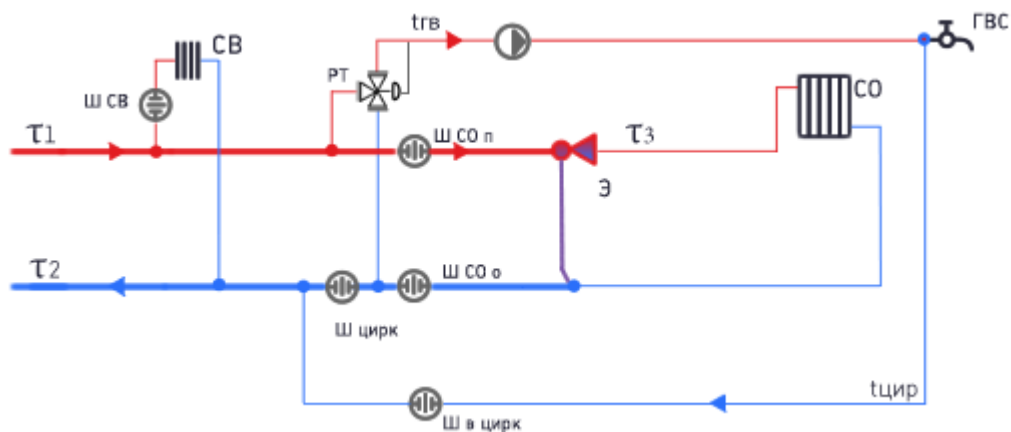 tгв
ГВС
СВ
РТ
СО
Ш СВ
τ1
Ш СО п
τ3
Э
τ2
Ш СО о
Ш цирк
tцир
Ш в цирк